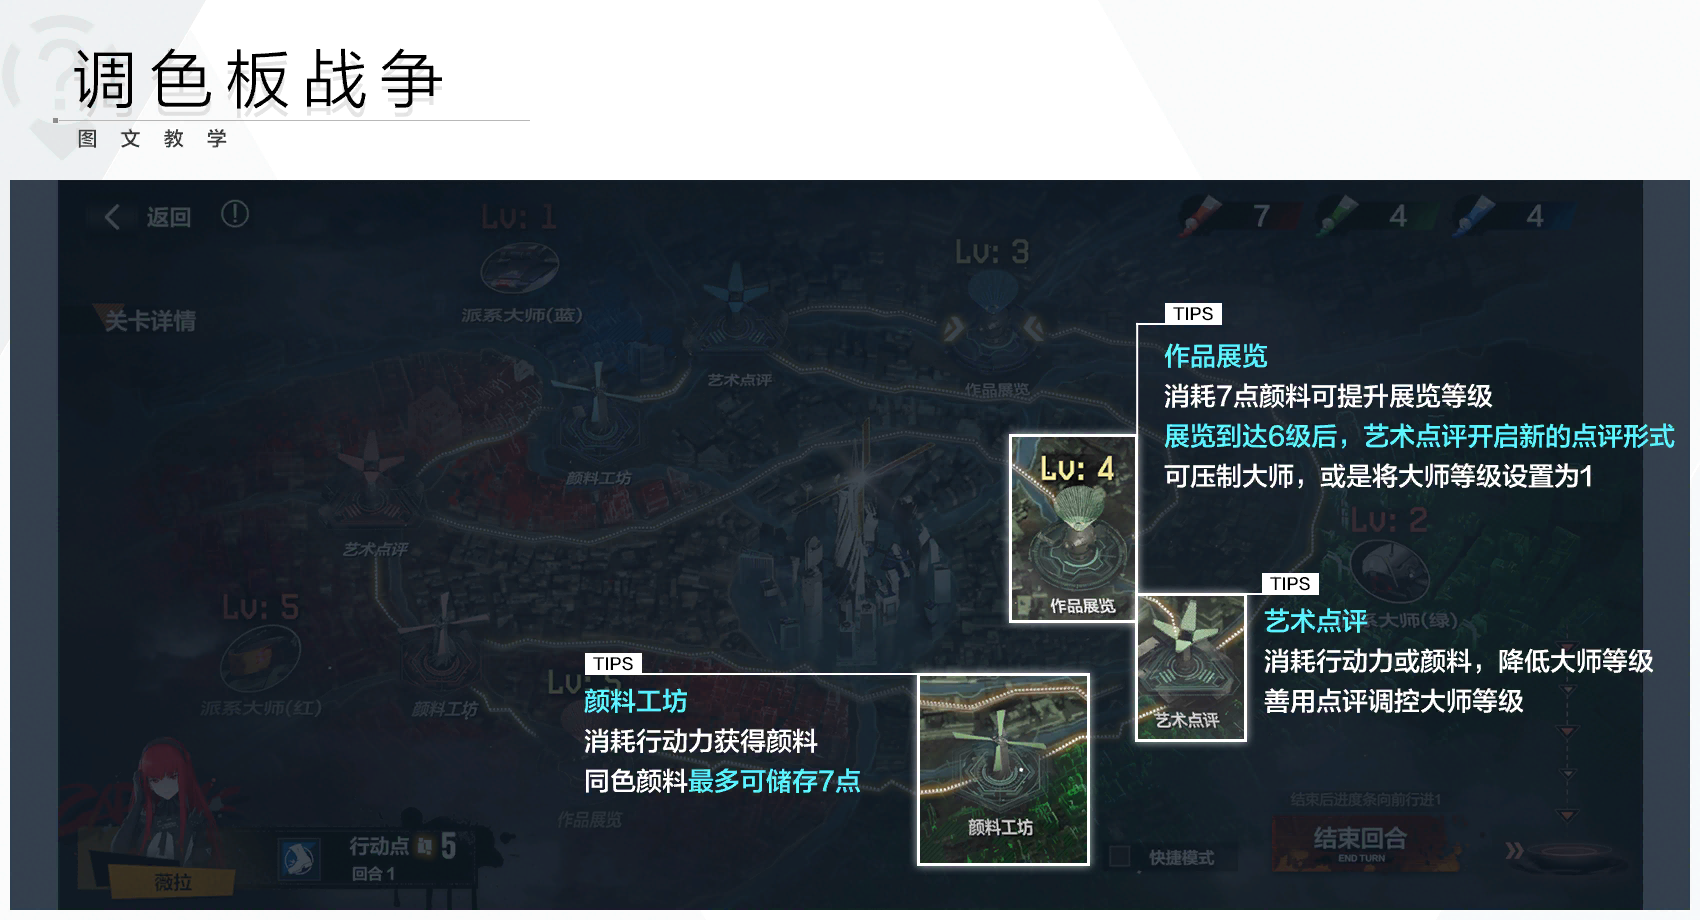 调色板战争
图文教学
返回
Lv: 1
7
4
4
Lv: 3
派系大师(蓝)
关卡详情
TIPS
作品展览
消耗7点颜料可提升展览等级
展览到达6级后，艺术点评开启新的点评形式
可压制大师，或是将大师等级设置为1
艺术点评
作品展览
颜料工坊
Lv: 4
作品展览
Lv: 2
艺术点评
TIPS
艺术点评
系大师(绿)
消耗行动力或颜料，降低大师等级
善用点评调控大师等级
Lv: 5
派系大师(红)
颜料工坊
艺术点评
TIPS
Lv: 5
颜料工坊
消耗行动力获得颜料
同色颜料最多可储存7点
作品展览
颜料工坊
结束后进度条向前行进1
结束回合
END TURN
快捷模式
行动点 5
回合 1
薇拉